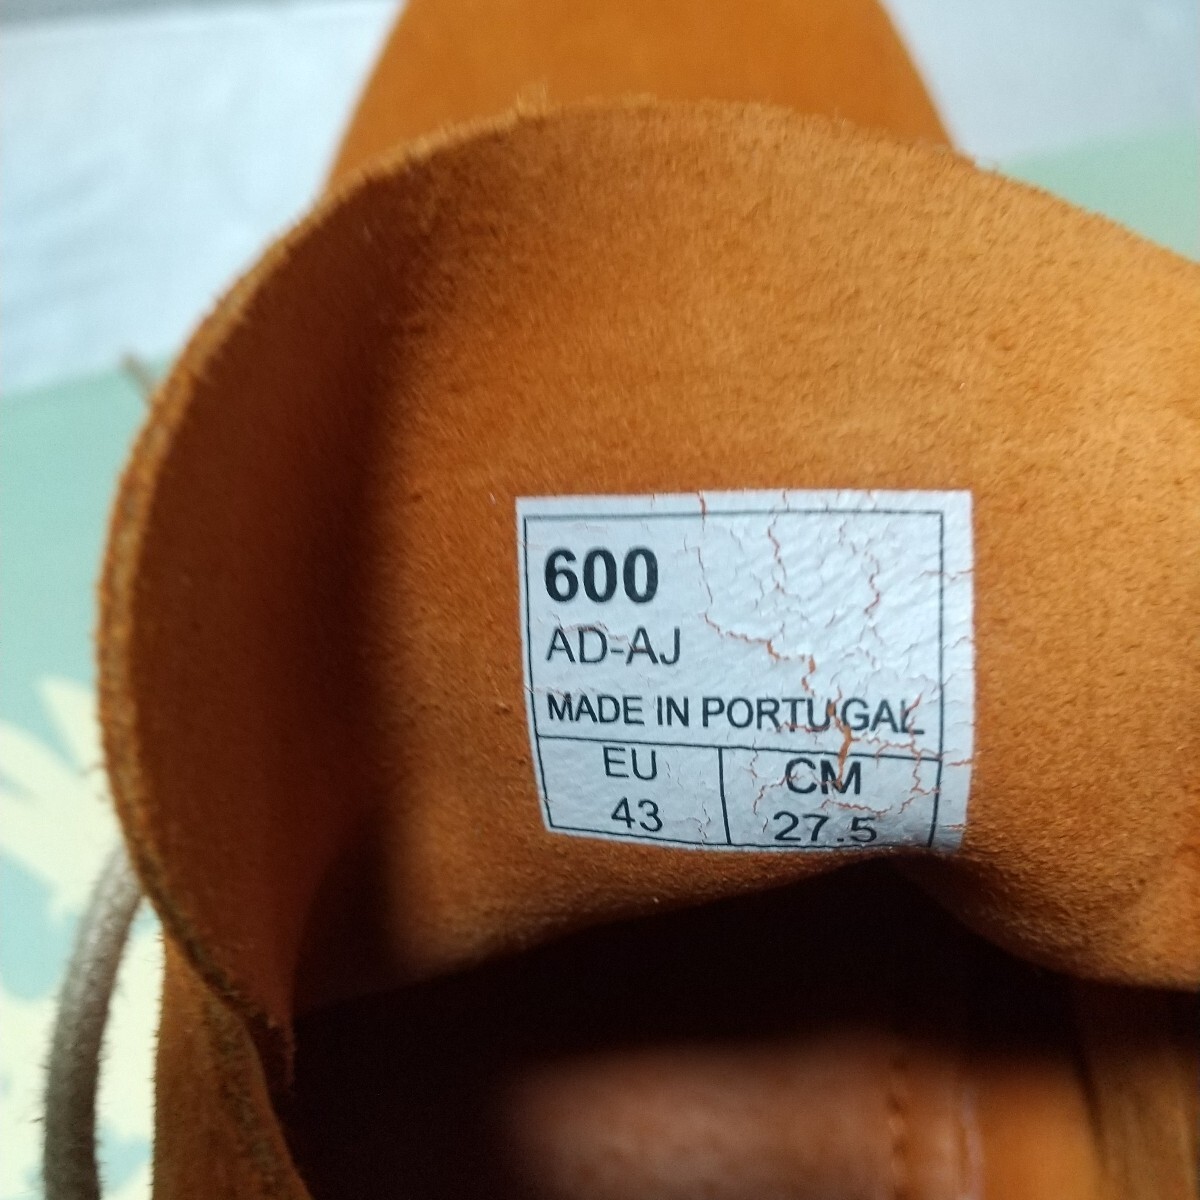 600
AD-AJ
MADE IN PORTUGAL
EU CM
43 27.5